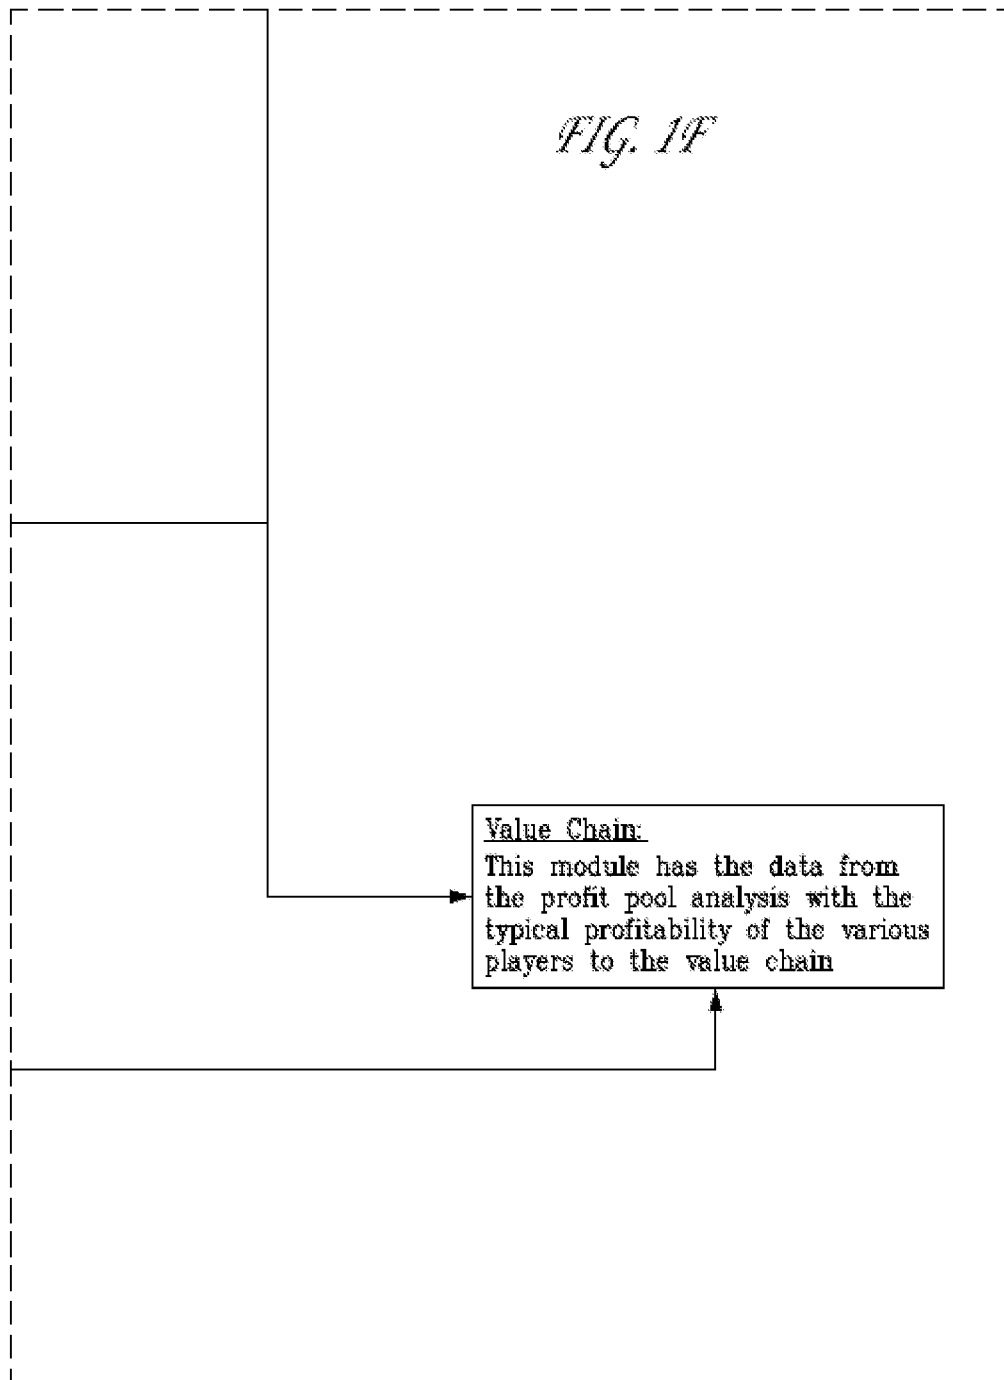 FIG. 1F
Value Chain:
This module has the data from
the profit pool analysis with the
typical profitability of the various
players to the value chain